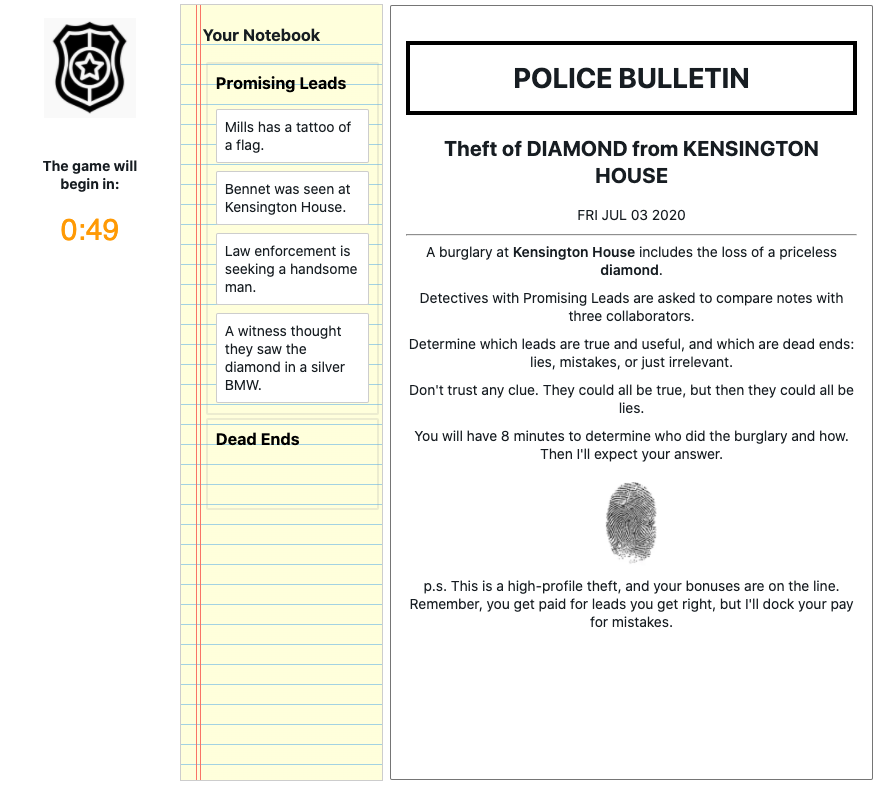 The game will
begin in:
0:49
Your Notebook
Promising Leads
Mills has a tattoo of
a flag.
Bennet was seen at
Kensington House.
Law enforcement is
seeking a handsome
man.
A witness thought
they saw the
diamond in a silver
BMW.
Dead Ends
POLICE BULLETIN
Theft of DIAMOND from KENSINGTON
HOUSE
FRI JUL 03 2020
A burglary at Kensington House includes the loss of a priceless
diamond.
Detectives with Promising Leads are asked to compare notes with
three collaborators.
Determine which leads are true and useful, and which are dead ends:
lies, mistakes, or just irrelevant.
Don't trust any clue. They could all be true, but then they could all be
lies.
You will have 8 minutes to determine who did the burglary and how.
Then I'll expect your answer.
p.s. This is a high-profile theft, and your bonuses are on the line.
Remember, you get paid for leads you get right, but I'll dock your pay
for mistakes.